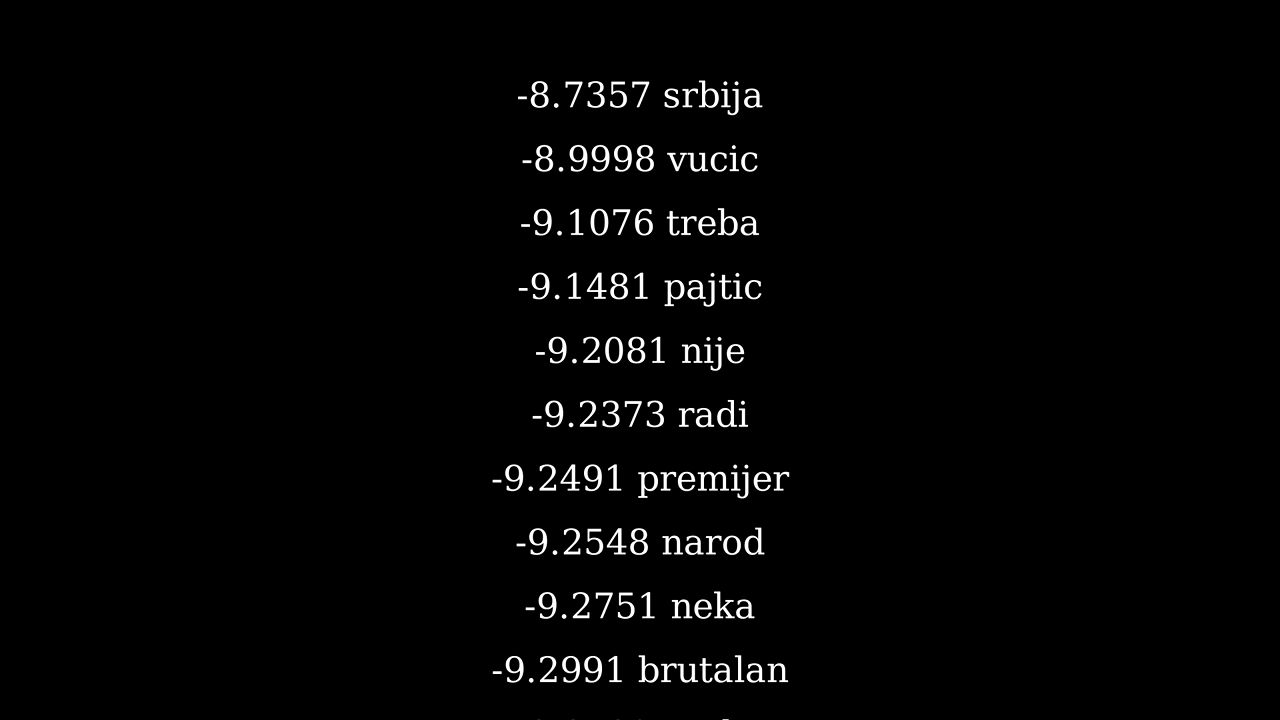 -8.7357 srbija
-8.9998 vucic
-9.1076 treba
-9.1481 pajtic
-9.2081 nije
-9.2373 radi
-9.2491 premijer
-9.2548 narod
-9.2751 neka
-9.2991 brutalan